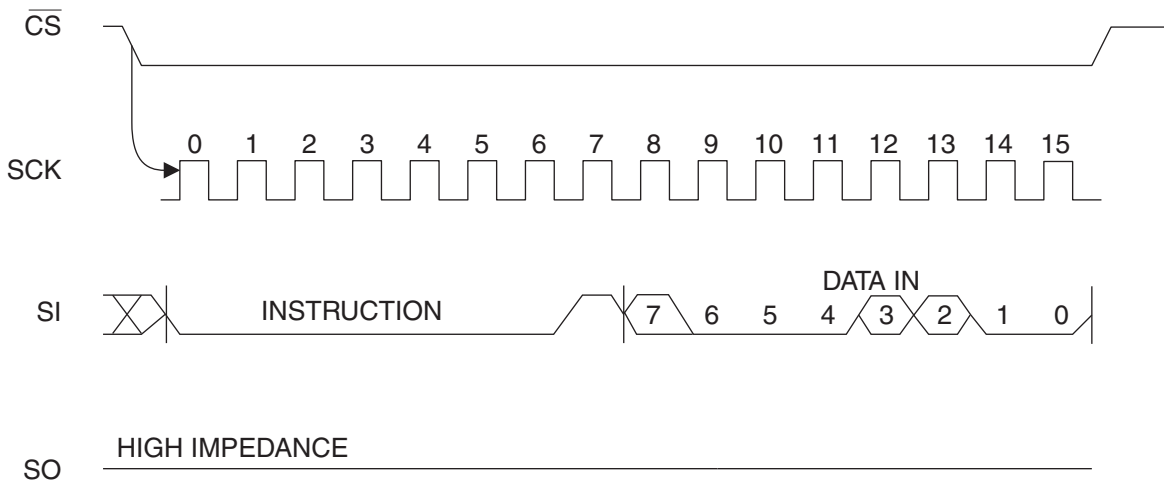 C̅S̅
0 1 2 3 4 5 6 7 8 9 10 11 12 13 14 15
SCK
DATA IN
SI INSTRUCTION 7 6 5 4 3 2 1 0
HIGH IMPEDANCE
SO